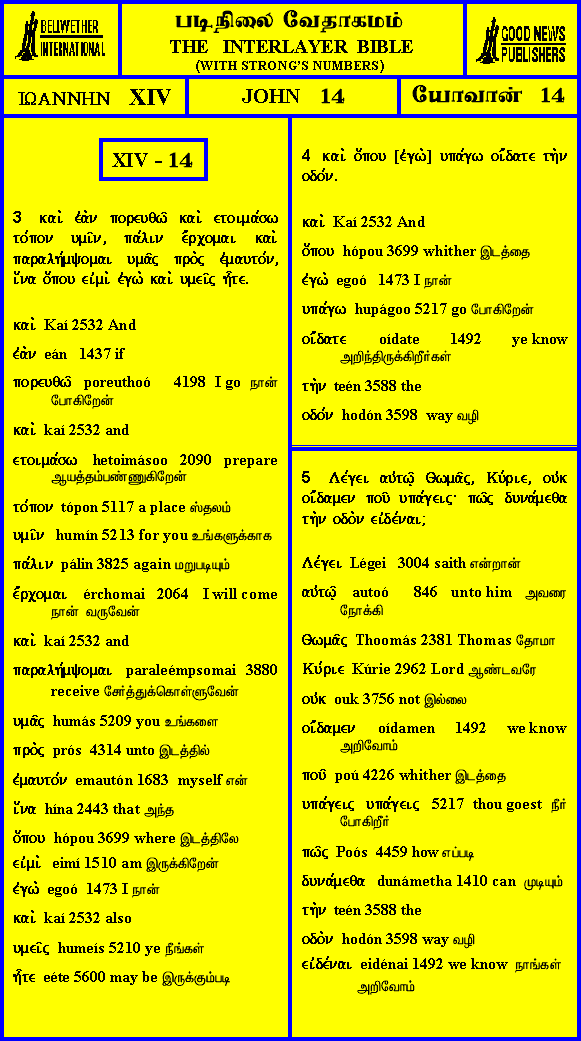 BELLWETHER
INTERNATIONAL
படிநிலை வேதாகமம்
THE INTERLAYER BIBLE
(WITH STRONG'S NUMBERS)
GOOD NEWS
PUBLISHERS
ΙΩΑΝΝΗΝ XIV
JOHN 14
யோவான் 14
XIV - 14
3 καὶ ἐὰν πορευθῶ καὶ ετοιμάσω
τόπον υμῖν, πάλιν ἔρχομαι καὶ
παραλήμψομαι υμᾶς πρὸς ἐμαυτόν,
ἵνα ὅπου εἰμὶ ἐγὼ καὶ υμεῖς ἦτε.
καὶ Kaí 2532 And
ἐάν eán 1437 if
πορευθῶ poreuthoó 4198 I go நான்
போகிறேன்
καὶ kaí 2532 and
ετοιμάσω hetoimásoo 2090 prepare
ஆயத்தம்பண்ணுகிறேன்
τόπον tópon 5117 a place ஸ்தலம்
υμῖν humín 5213 for you உங்களுக்காக
πάλιν pálin 3825 again மறுபடியும்
ἔρχομαι érchomai 2064 I will come
நான் வருவேன்
καὶ kaí 2532 and
παραλήμψομαι paraleémpsomai 3880
receive சேர்த்துக்கொள்ளுவேன்
υμᾶς humás 5209 you உங்களை
πρὸς prós 4314 unto இடத்தில்
ἐμαυτόν emautón 1683 myself என்
ἵνα hína 2443 that அந்த
ὅπου hópou 3699 where இடத்திலே
εἰμὶ eimí 1510 am இருக்கிறேன்
ἐγὼ egoó 1473 I நான்
καὶ kaí 2532 also
υμεῖς humeís 5210 ye நீங்கள்
ἦτε eéte 5600 may be இருக்கும்படி
4 καὶ ὅπου [ἐγὼ] υπάγω οἴδατε τὴν
οδόν.
καὶ Kaí 2532 And
ὅπου hópou 3699 whither இடத்தை
ἐγὼ egoó 1473 I நான்
υπάγω hupágoo 5217 go போகிறேன்
οἴδατε oídate 1492 ye know
அறிந்திருக்கிறீர்கள்
τὴν teén 3588 the
οδόν hodón 3598 way வழி
5 Λέγει αὐτῷ Θωμᾶς, Κύριε, οὐκ
οἴδαμεν ποῦ υπάγεις· πῶς δυνάμεθα
τὴν οδὸν εἰδέναι;
Λέγει Légei 3004 saith என்றான்
αὐτῷ autoó 846 unto him அவரை
நோக்கி
Θωμᾶς Thoomás 2381 Thomas தோமா
Κύριε Kúrie 2962 Lord ஆண்டவரே
οὐκ ouk 3756 not இல்லை
οἴδαμεν oídamen 1492 we know
அறிவோம்
ποῦ poú 4226 whither இடத்தை
υπάγεις υπάγεις 5217 thou goest நீர்
போகிறீர்
πῶς Poós 4459 how எப்படி
δυνάμεθα dunámetha 1410 can முடியும்
τὴν teén 3588 the
οδὸν hodón 3598 way வழி
εἰδέναι eidénai 1492 we know நாங்கள்
அறிவோம்